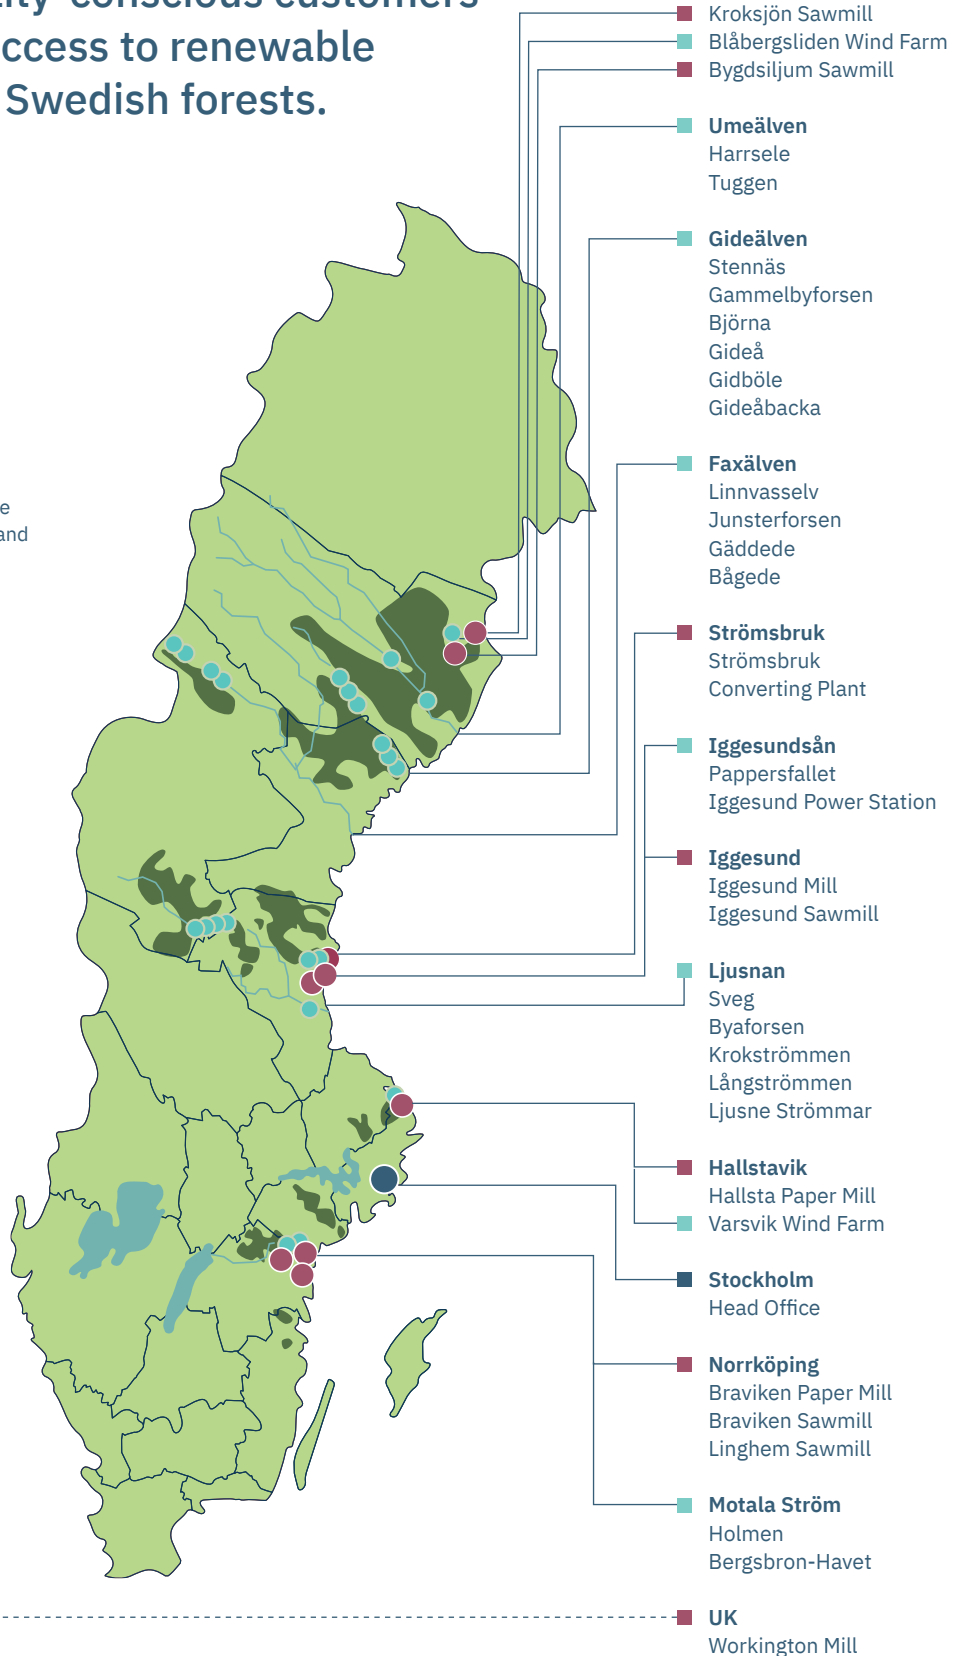 conscious customers
ccess to renewable
Swedish forests.
e
and
Kroksjön Sawmill
Blåbergsliden Wind Farm
Bygdsiljum Sawmill
Umeälven
Harrsele
Tuggen
Gideälven
Stennäs
Gammelbyforsen
Björna
Gideå
Gidböle
Gideåbacka
Faxälven
Linnvasselv
Junsterforsen
Gäddede
Bågede
Strömsbruk
Strömsbruk
Converting Plant
Iggesundsån
Pappersfallet
Iggesund Power Station
Iggesund
Iggesund Mill
Iggesund Sawmill
Ljusnan
Sveg
Byaforsen
Krokströmmen
Långströmmen
Ljusne Strömmar
Hallstavik
Hallsta Paper Mill
Varsvik Wind Farm
Stockholm
Head Office
Norrköping
Braviken Paper Mill
Braviken Sawmill
Linghem Sawmill
Motala Ström
Holmen
Bergsbron-Havet
UK
Workington Mill